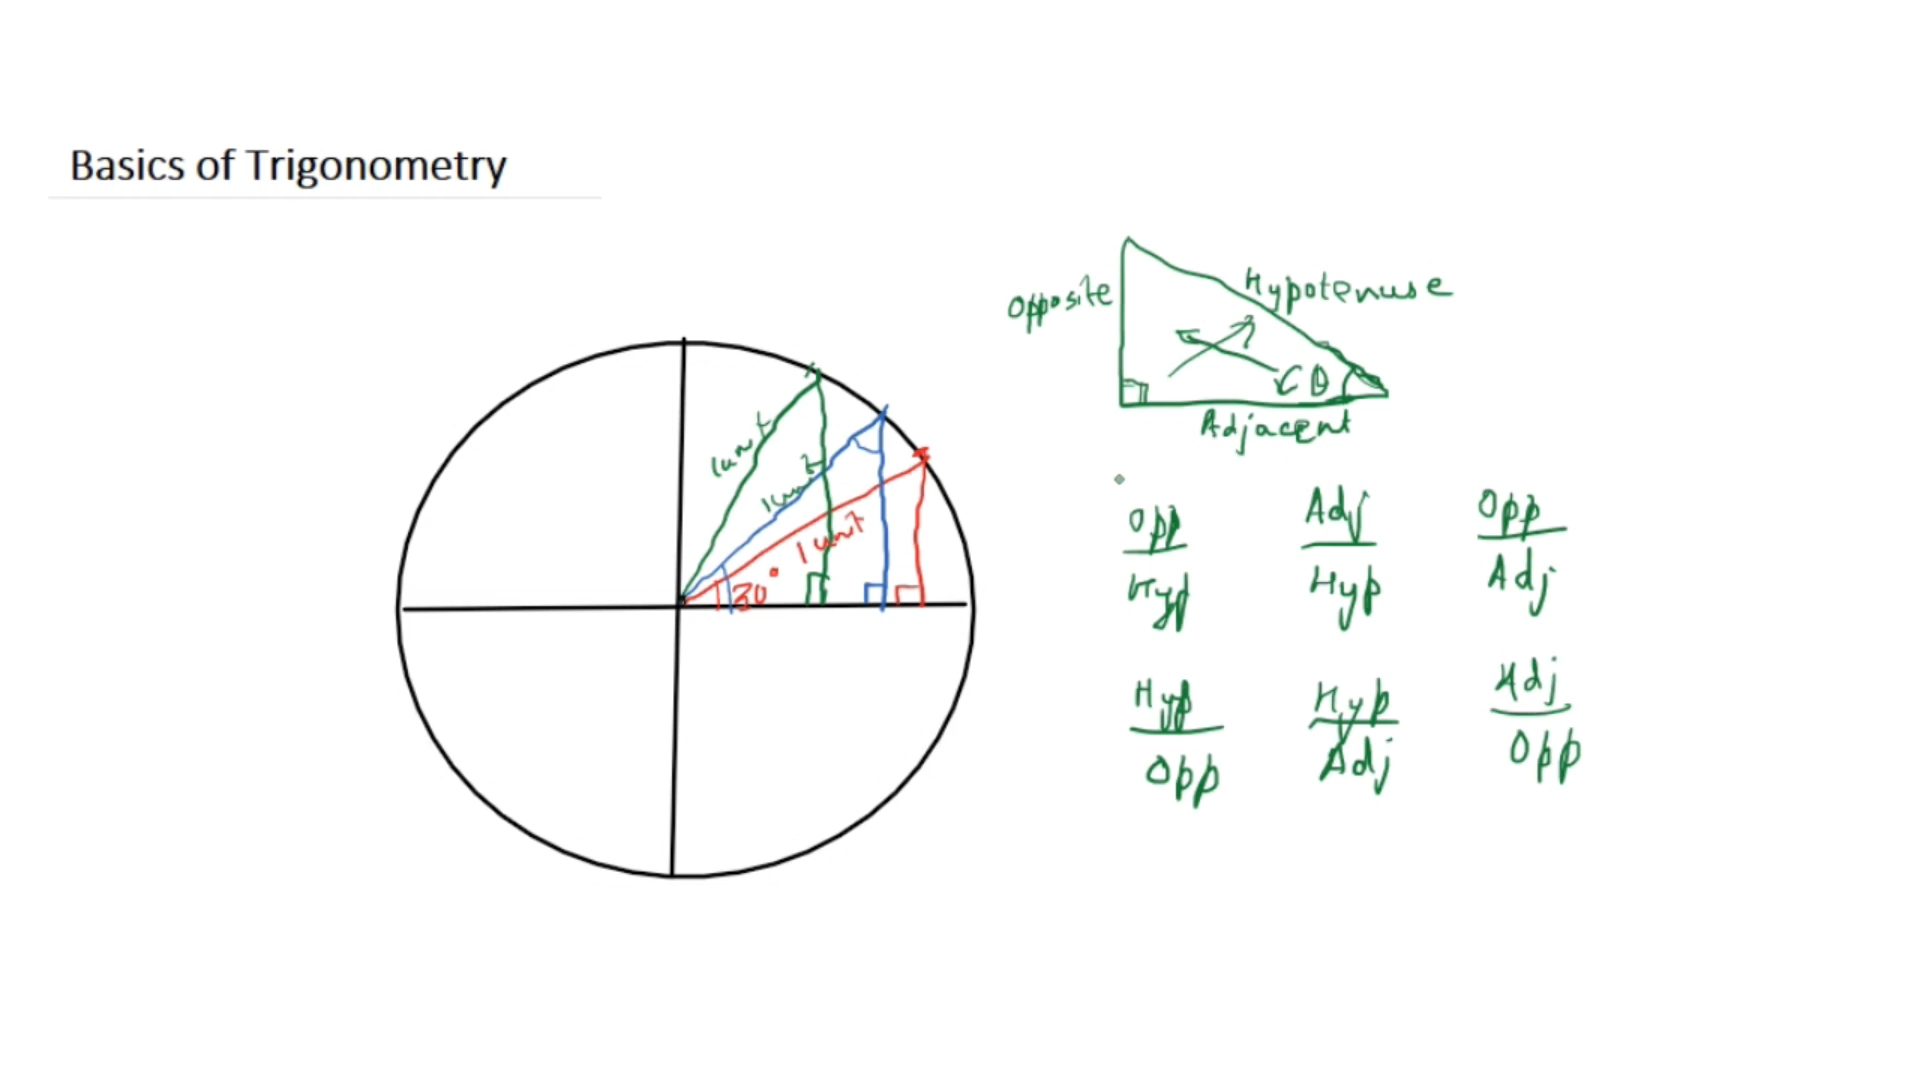 Basics of Trigonometry
Opposite
Hypotenuse
Adjacent
1 unit
1 unit
1 unit
30°
Opp
Hyp
Adj
Hyp
Opp
Adj
Hyp
Opp
Hyp
Adj
Adj
Opp